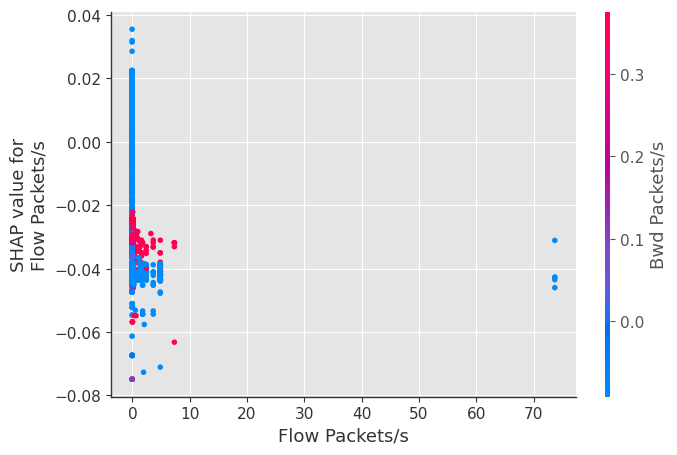 0.04
0.02
0.00
−0.02
−0.04
−0.06
−0.08
SHAP value for
Flow Packets/s
0 10 20 30 40 50 60 70
Flow Packets/s
0.3
0.2
0.1
0.0
Bwd Packets/s